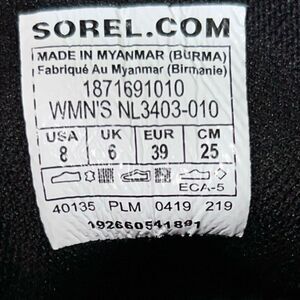 SOREL.COM
MADE IN MYANMAR (BURMA)
Fabriqué Au Myanmar (Birmanie)
1871691010
WMN'S NL3403-010
USA UK EUR CM
8 6 39 25
ECA-5
40135 PLM 0419 219
192660541891